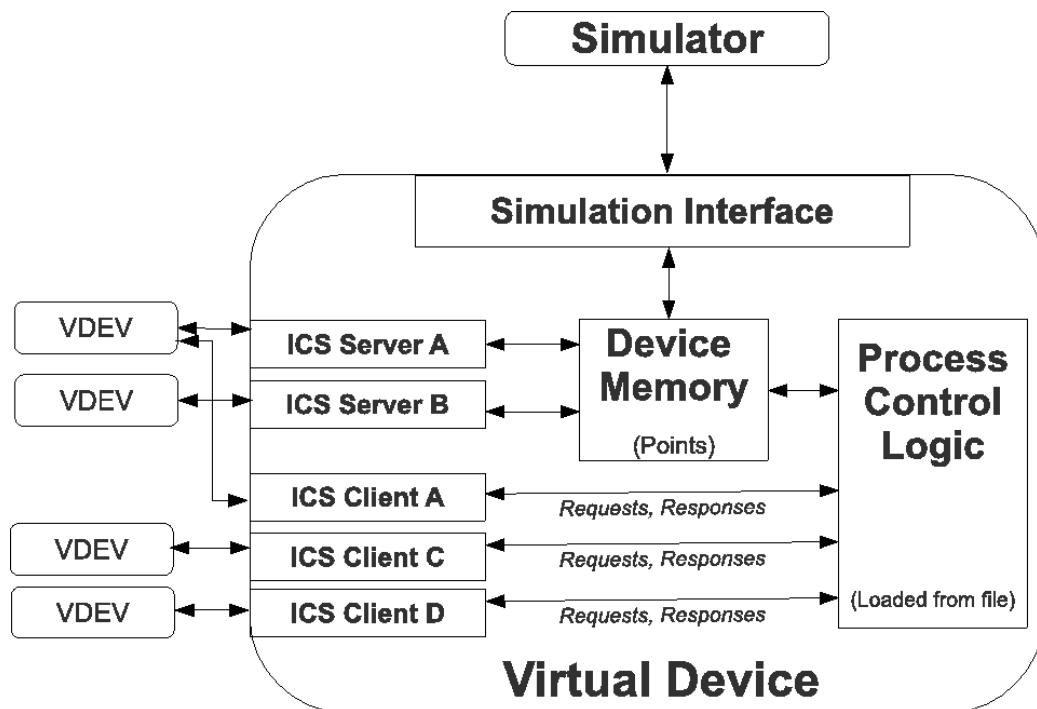 Simulator
Simulation Interface
VDEV
ICS Server A
Device
Memory
(Points)
Process
Control
Logic
(Loaded from file)
VDEV
ICS Server B
ICS Client A
Requests, Responses
VDEV
ICS Client C
Requests, Responses
VDEV
ICS Client D
Requests, Responses
Virtual Device